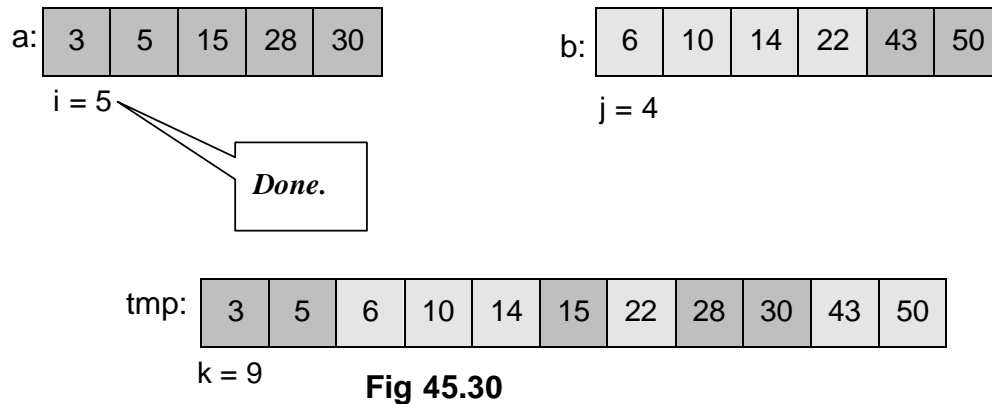 a: 3 5 15 28 30
b: 6 10 14 22 43 50
i = 5
j = 4
Done.
tmp: 3 5 6 10 14 15 22 28 30 43 50
k = 9
Fig 45.30